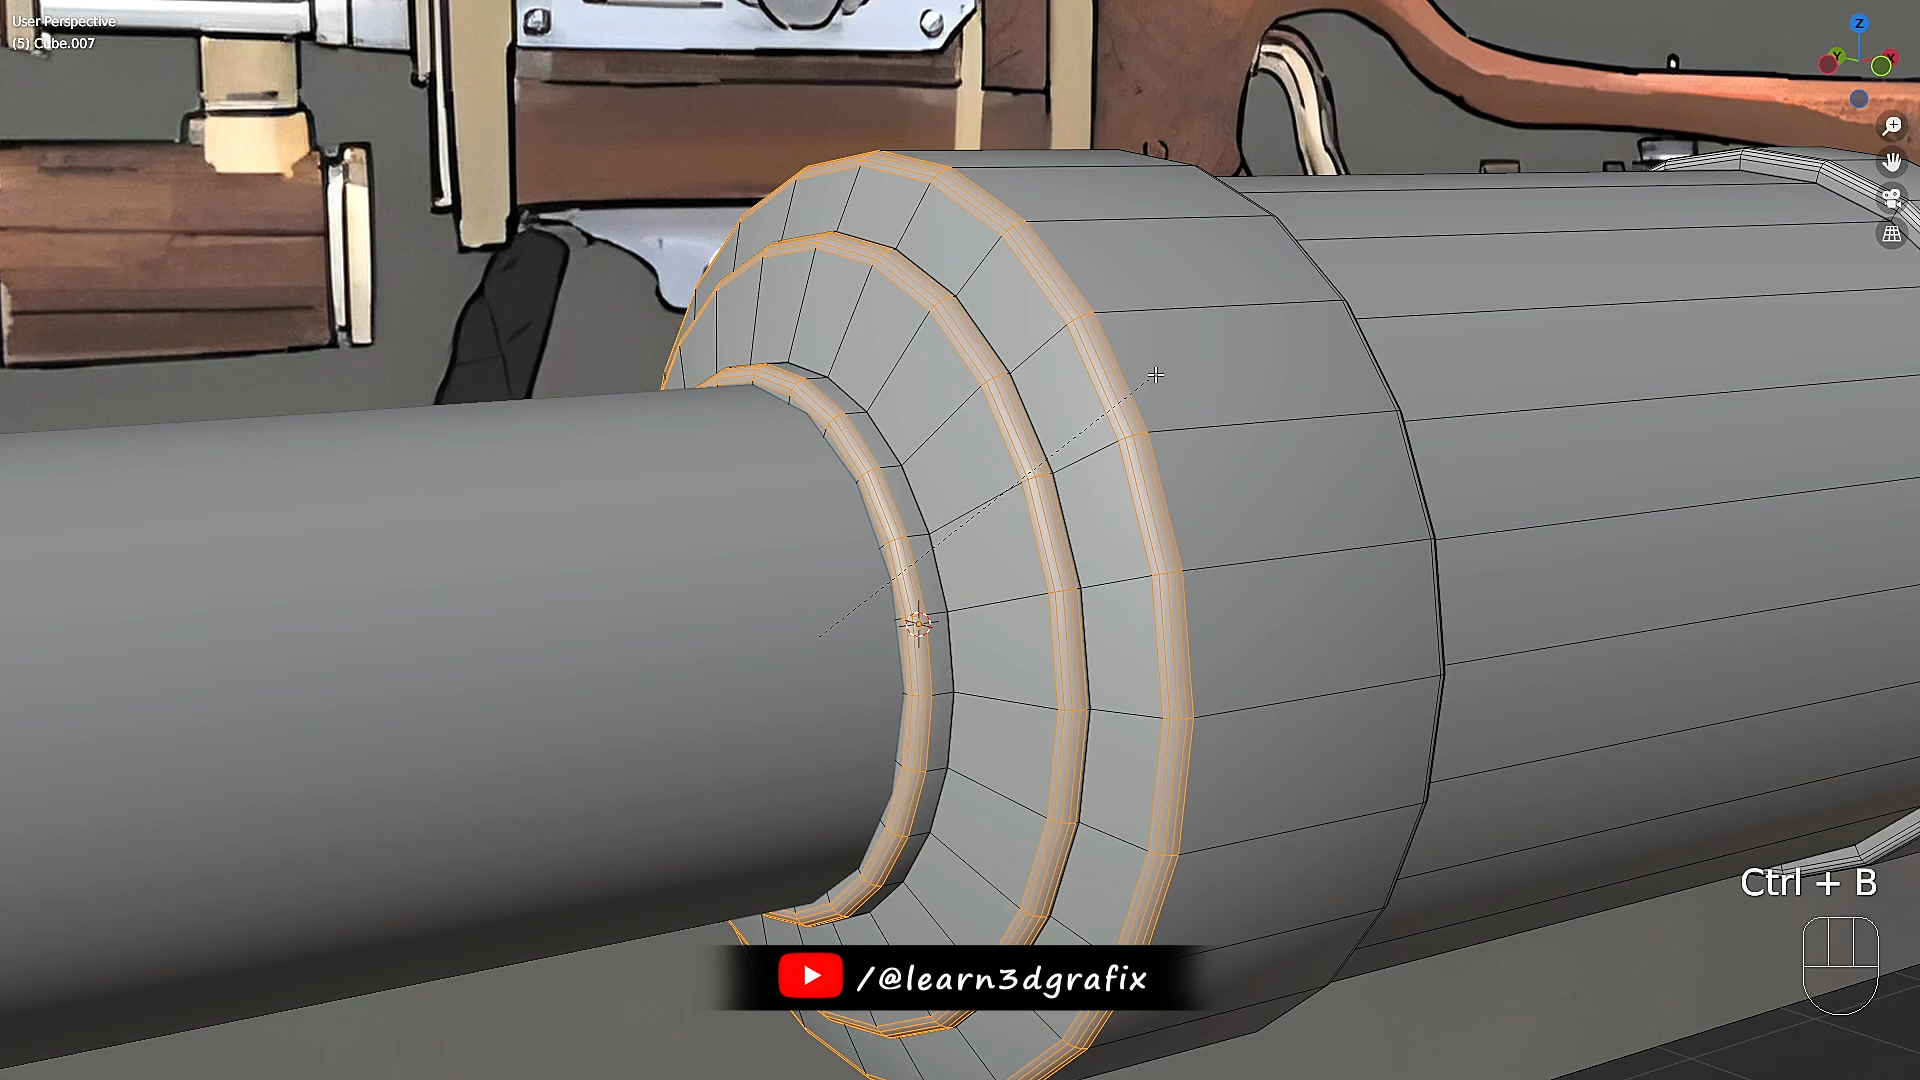 User Perspective
(5) Cube.007
Z
Y
X
Ctrl + B
/@learn3dgrafix